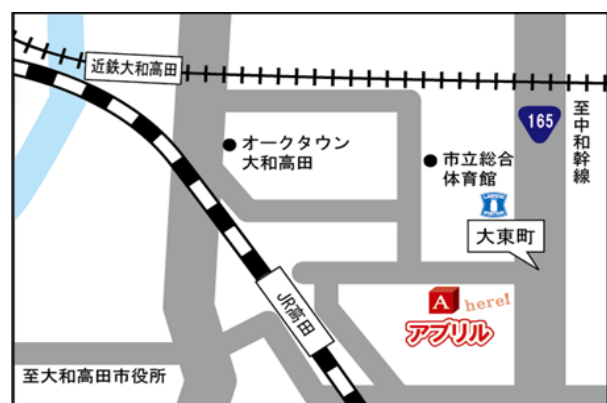 近鉄大和高田
165
至中和幹線
オークタウン
大和高田
市立総合
体育館
LAWSON
STATION
大東町
A
here!
アプリル
JR高田
至大和高田市役所